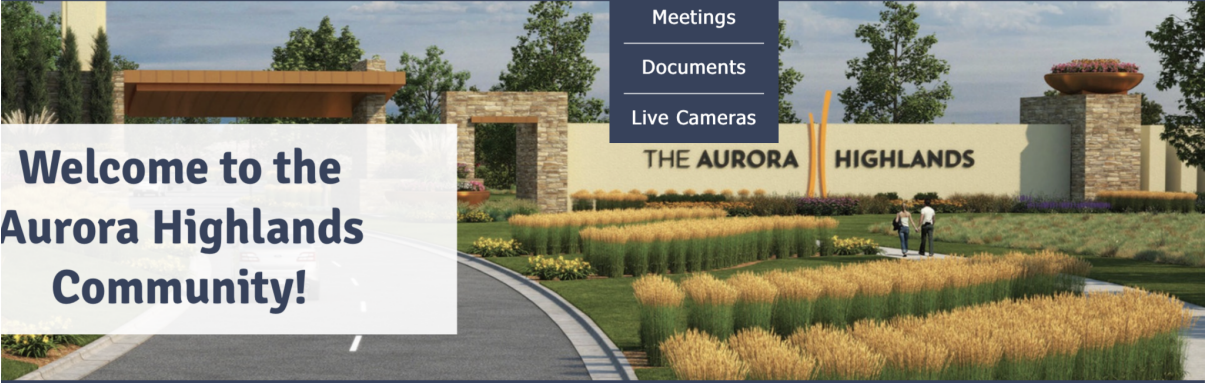 Meetings
Documents
Live Cameras
THE AURORA HIGHLANDS
Welcome to the
Aurora Highlands
Community!